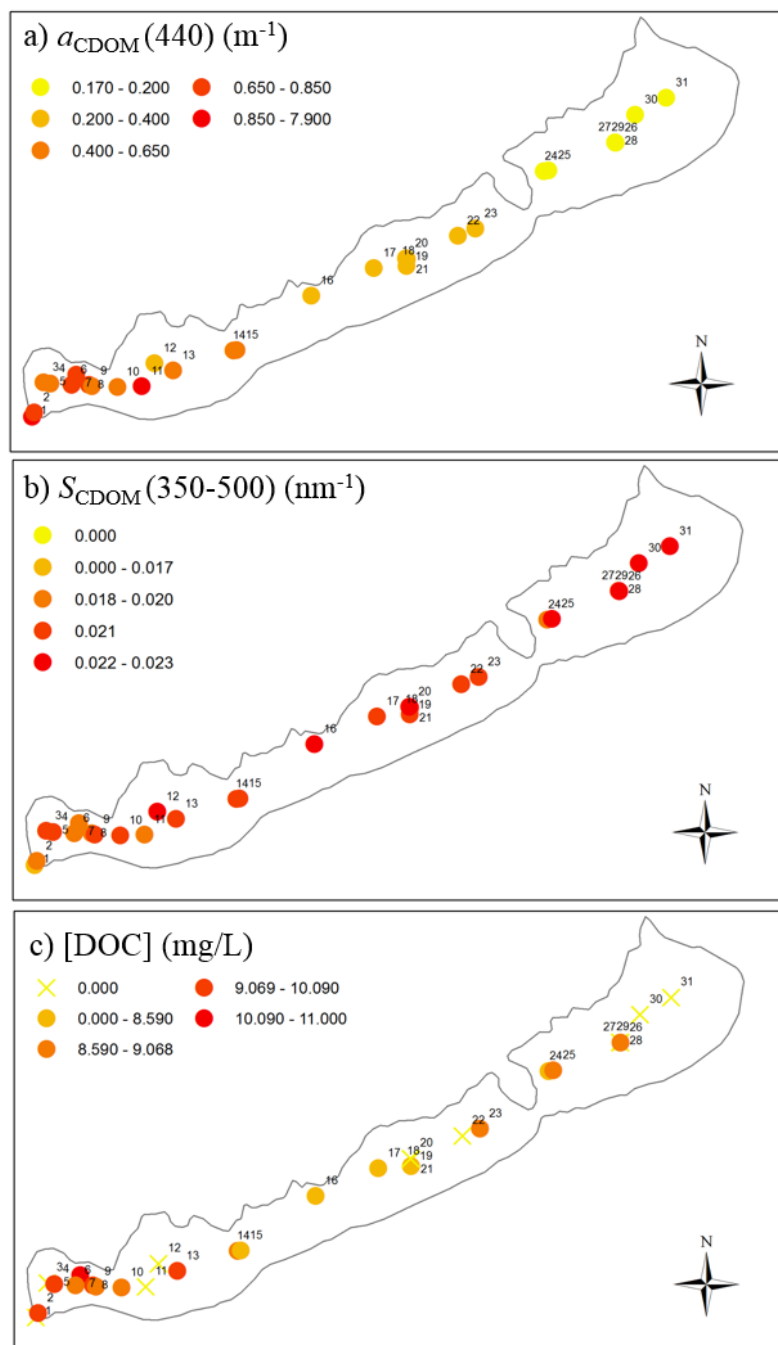 a) aCDOM (440) (m-1)
0.170 - 0.200
0.650 - 0.850
0.200 - 0.400
0.850 - 7.900
0.400 - 0.650
31
30
272926
28
2425
23
22
20
17 18
19
21
16
1415
12
13
34 6 9
10 11
5 7 8
2
1
N
b) SCDOM (350-500) (nm-1)
0.000
0.000 - 0.017
0.018 - 0.020
0.021
0.022 - 0.023
31
30
272926
28
2425
23
22
20
17 18
19
21
16
1415
12
13
34 6 9
10 11
5 7 8
2
1
N
c) [DOC] (mg/L)
0.000
9.069 - 10.090
0.000 - 8.590
10.090 - 11.000
8.590 - 9.068
31
30
272926
28
2425
23
22
20
17 18
19
21
16
1415
12
13
34 6 9
10 11
5 7 8
2
1
N